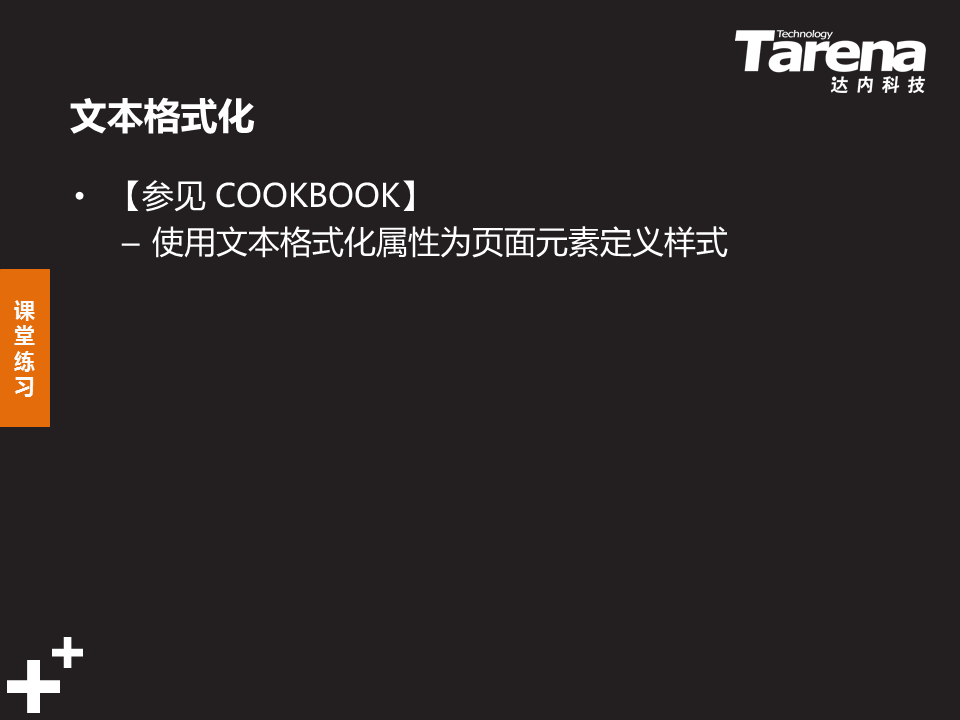 Technology
Tarena
达内科技
文本格式化
• 【参见 COOKBOOK】
– 使用文本格式化属性为页面元素定义样式
课
堂
练
习